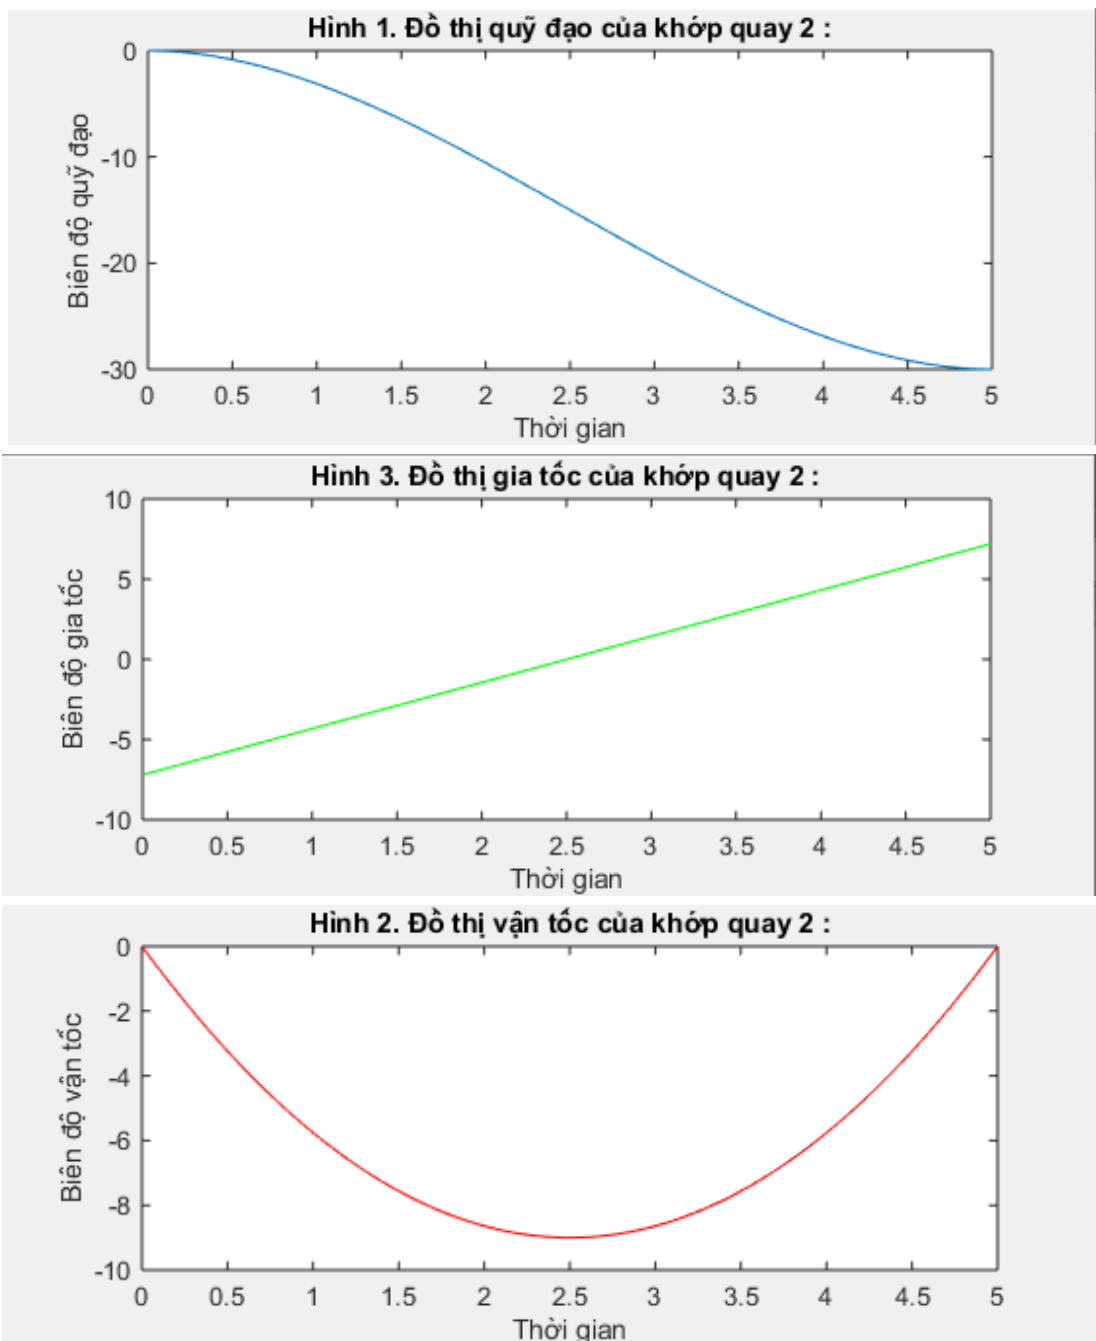 Hình 1. Đồ thị quỹ đạo của khớp quay 2 :
Biên độ quỹ đạo
0
-10
-20
-30
0 0.5 1 1.5 2 2.5 3 3.5 4 4.5 5
Thời gian
Hình 3. Đồ thị gia tốc của khớp quay 2 :
Biên độ gia tốc
10
5
0
-5
-10
0 0.5 1 1.5 2 2.5 3 3.5 4 4.5 5
Thời gian
Hình 2. Đồ thị vận tốc của khớp quay 2 :
Biên độ vận tốc
0
-2
-4
-6
-8
-10
0 0.5 1 1.5 2 2.5 3 3.5 4 4.5 5
Thời gian